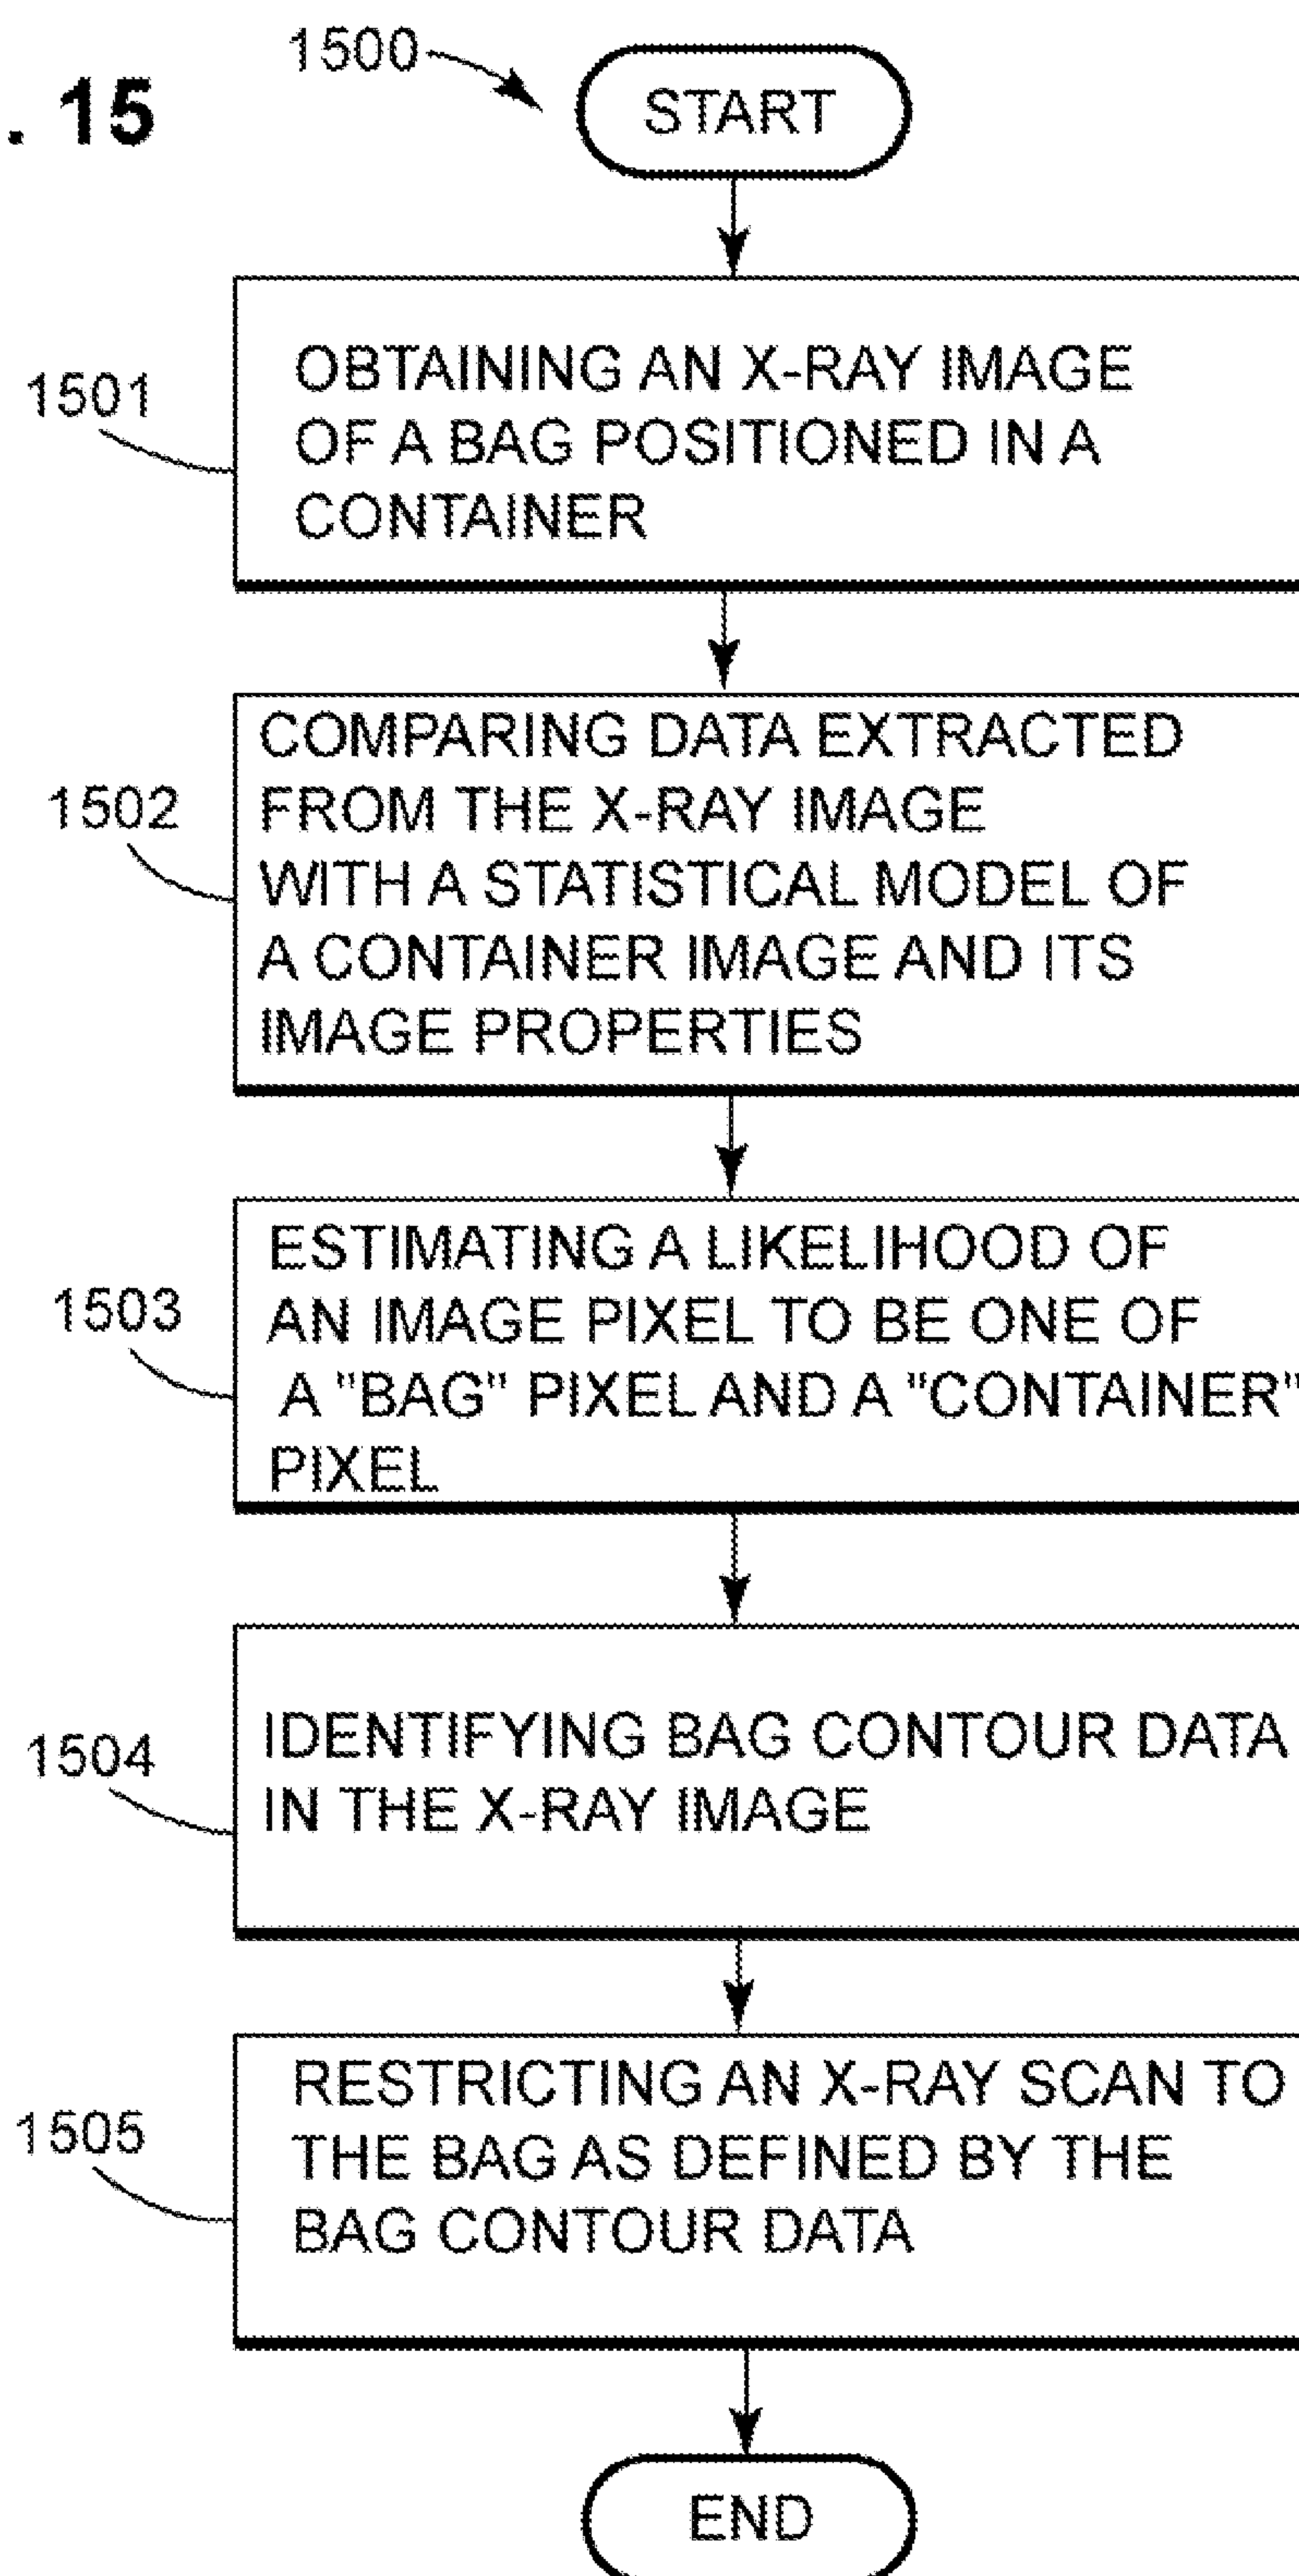 . 15
1500
START
1501
OBTAINING AN X-RAY IMAGE
OF A BAG POSITIONED IN A
CONTAINER
1502
COMPARING DATA EXTRACTED
FROM THE X-RAY IMAGE
WITH A STATISTICAL MODEL OF
A CONTAINER IMAGE AND ITS
IMAGE PROPERTIES
1503
ESTIMATING A LIKELIHOOD OF
AN IMAGE PIXEL TO BE ONE OF
A "BAG" PIXEL AND A "CONTAINER"
PIXEL
1504
IDENTIFYING BAG CONTOUR DATA
IN THE X-RAY IMAGE
1505
RESTRICTING AN X-RAY SCAN TO
THE BAG AS DEFINED BY THE
BAG CONTOUR DATA
END